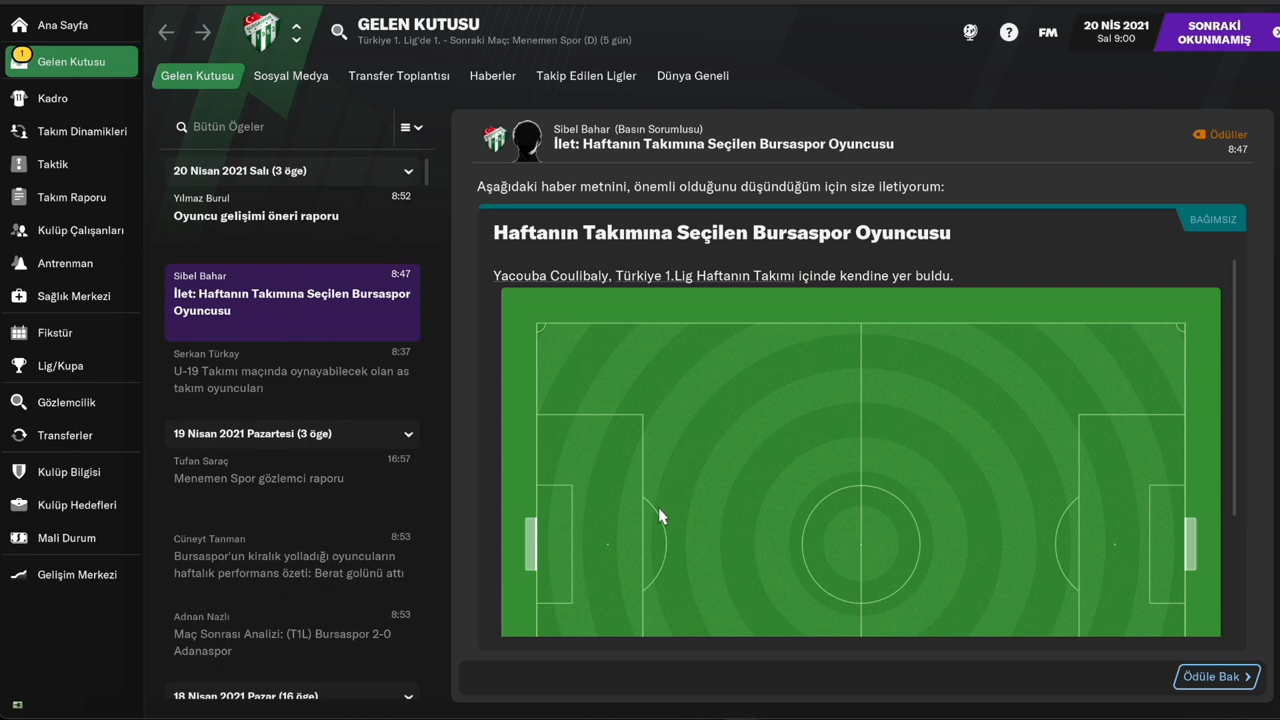 Ana Sayfa
1
Gelen Kutusu
Kadro
Takım Dinamikleri
Taktik
Takım Raporu
Kulüp Çalışanları
Antrenman
Sağlık Merkezi
Fikstür
Lig/Kupa
Gözlemcilik
Transferler
Kulüp Bilgisi
Kulüp Hedefleri
Mali Durum
Gelişim Merkezi
GELEN KUTUSU
Türkiye 1. Lig'de 1. - Sonraki Maç: Menemen Spor (D) (5 gün)
FM
20 NİS 2021
Sal 9:00
SONRAKİ
OKUNMAMIŞ
Gelen Kutusu Sosyal Medya Transfer Toplantısı Haberler Takip Edilen Ligler Dünya Geneli
Bütün Ögeler
20 Nisan 2021 Salı (3 öge)
Yılmaz Burul 8:52
Oyuncu gelişimi öneri raporu
Sibel Bahar 8:47
İlet: Haftanın Takımına Seçilen Bursaspor
Oyuncusu
Serkan Türkay 8:37
U-19 Takımı maçında oynayabilecek olan as
takım oyuncuları
19 Nisan 2021 Pazartesi (3 öge)
Tufan Saraç 16:57
Menemen Spor gözlemci raporu
Cüneyt Tanman 8:53
Bursaspor'un kiralık yolladığı oyuncuların
haftalık performans özeti: Berat golünü attı
Adnan Nazlı 8:53
Maç Sonrası Analizi: (T1L) Bursaspor 2-0
Adanaspor
18 Nisan 2021 Pazar (16 öge)
Sibel Bahar (Basın Sorumlusu)
İlet: Haftanın Takımına Seçilen Bursaspor Oyuncusu
Ödüller
8:47
Aşağıdaki haber metnini, önemli olduğunu düşündüğüm için size iletiyorum:
BAĞIMSIZ
Haftanın Takımına Seçilen Bursaspor Oyuncusu
Yacouba Coulibaly, Türkiye 1.Lig Haftanın Takımı içinde kendine yer buldu.
Ödüle Bak